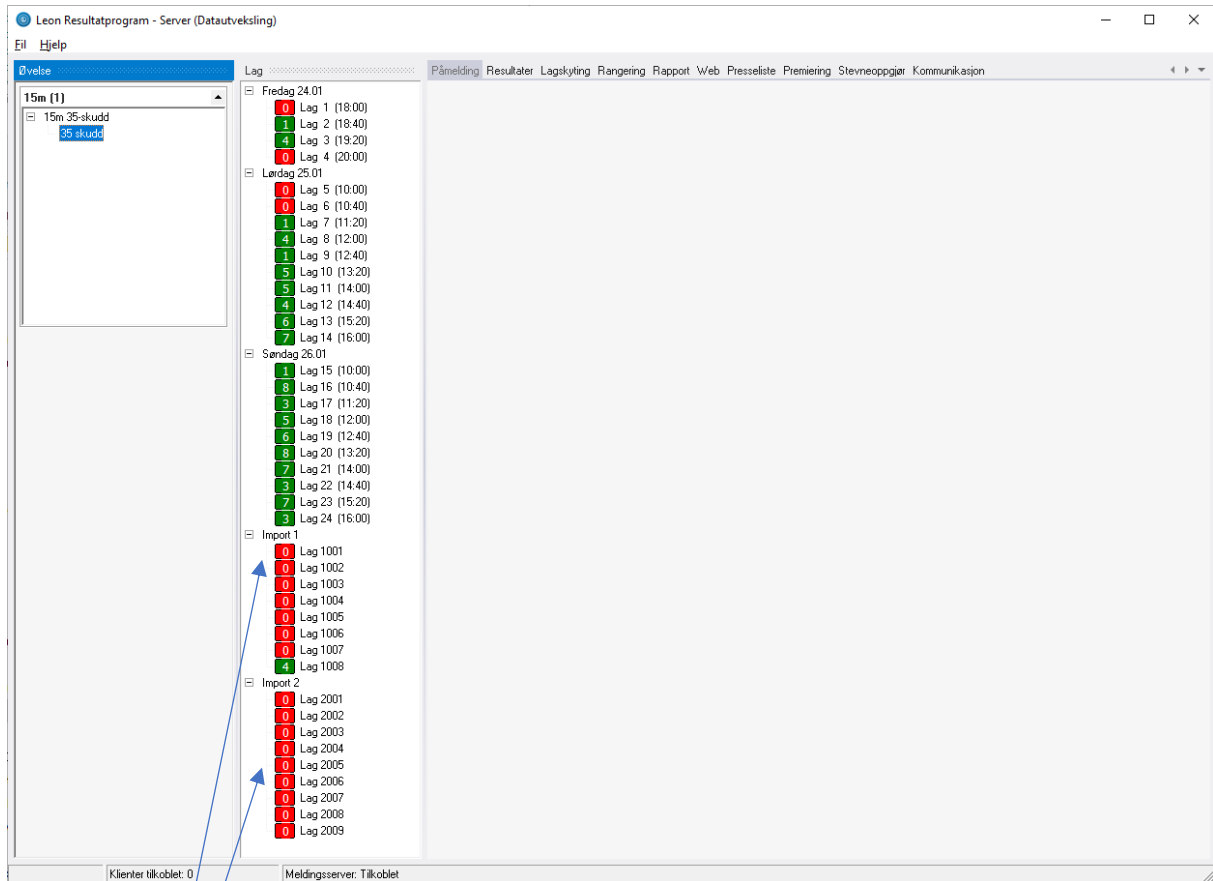 Leon Resultatprogram - Server (Datautveksling)
Fil Hjelp
Øvelse
15m (1)
15m 35-skudd
35 skudd
Lag
Fredag 24.01
0 Lag 1 (18:00)
1 Lag 2 (18:40)
4 Lag 3 (19:20)
0 Lag 4 (20:00)
Lørdag 25.01
0 Lag 5 (10:00)
0 Lag 6 (10:40)
1 Lag 7 (11:20)
4 Lag 8 (12:00)
1 Lag 9 (12:40)
5 Lag 10 (13:20)
5 Lag 11 (14:00)
4 Lag 12 (14:40)
6 Lag 13 (15:20)
7 Lag 14 (16:00)
Søndag 26.01
1 Lag 15 (10:00)
8 Lag 16 (10:40)
3 Lag 17 (11:20)
5 Lag 18 (12:00)
6 Lag 19 (12:40)
8 Lag 20 (13:20)
7 Lag 21 (14:00)
3 Lag 22 (14:40)
7 Lag 23 (15:20)
3 Lag 24 (16:00)
Import 1
0 Lag 1001
0 Lag 1002
0 Lag 1003
0 Lag 1004
0 Lag 1005
0 Lag 1006
0 Lag 1007
4 Lag 1008
Import 2
0 Lag 2001
0 Lag 2002
0 Lag 2003
0 Lag 2004
0 Lag 2005
0 Lag 2006
0 Lag 2007
0 Lag 2008
0 Lag 2009
Påmelding Resultater Lagskyting Rangering Rapport Web Presseliste Premiering Stevneoppgjør Kommunikasjon
Klienter tilkoblet: 0 Meldingsserver: Tilkoblet